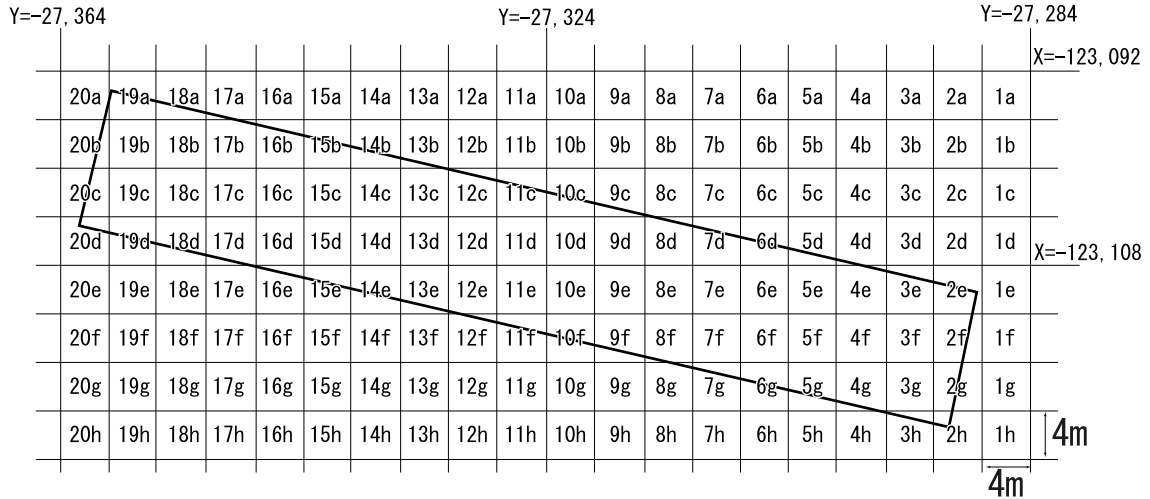 Y=-27,364 Y=-27,324 Y=-27,284
X=-123,092
20a 19a 18a 17a 16a 15a 14a 13a 12a 11a 10a 9a 8a 7a 6a 5a 4a 3a 2a 1a
20b 19b 18b 17b 16b 15b 14b 13b 12b 11b 10b 9b 8b 7b 6b 5b 4b 3b 2b 1b
20c 19c 18c 17c 16c 15c 14c 13c 12c 11c 10c 9c 8c 7c 6c 5c 4c 3c 2c 1c
20d 19d 18d 17d 16d 15d 14d 13d 12d 11d 10d 9d 8d 7d 6d 5d 4d 3d 2d 1d
X=-123,108
20e 19e 18e 17e 16e 15e 14e 13e 12e 11e 10e 9e 8e 7e 6e 5e 4e 3e 2e 1e
20f 19f 18f 17f 16f 15f 14f 13f 12f 11f 10f 9f 8f 7f 6f 5f 4f 3f 2f 1f
20g 19g 18g 17g 16g 15g 14g 13g 12g 11g 10g 9g 8g 7g 6g 5g 4g 3g 2g 1g
20h 19h 18h 17h 16h 15h 14h 13h 12h 11h 10h 9h 8h 7h 6h 5h 4h 3h 2h 1h
4m
4m